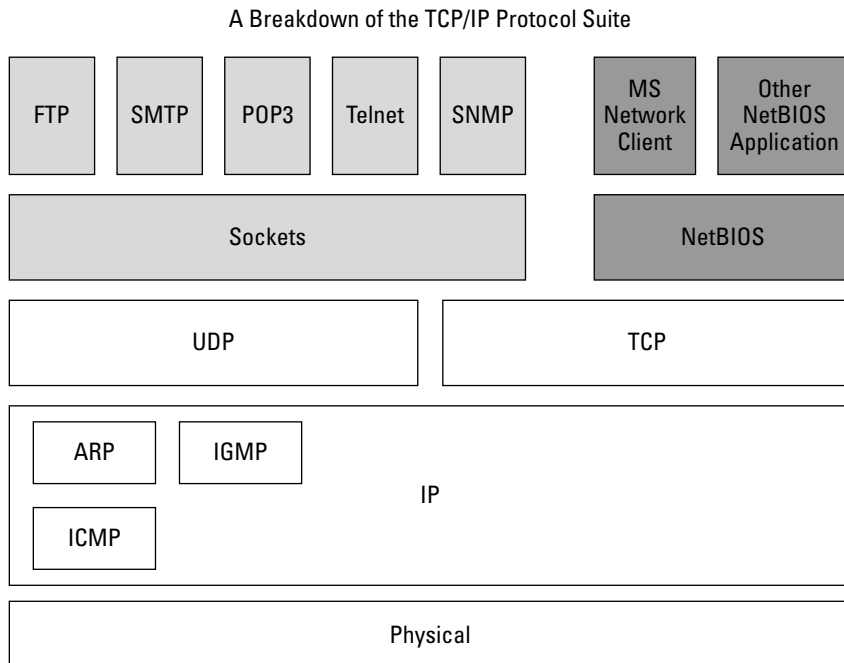 A Breakdown of the TCP/IP Protocol Suite
FTP
SMTP
POP3
Telnet
SNMP
MS
Network
Client
Other
NetBIOS
Application
Sockets
NetBIOS
UDP
TCP
ARP
IGMP
IP
ICMP
Physical